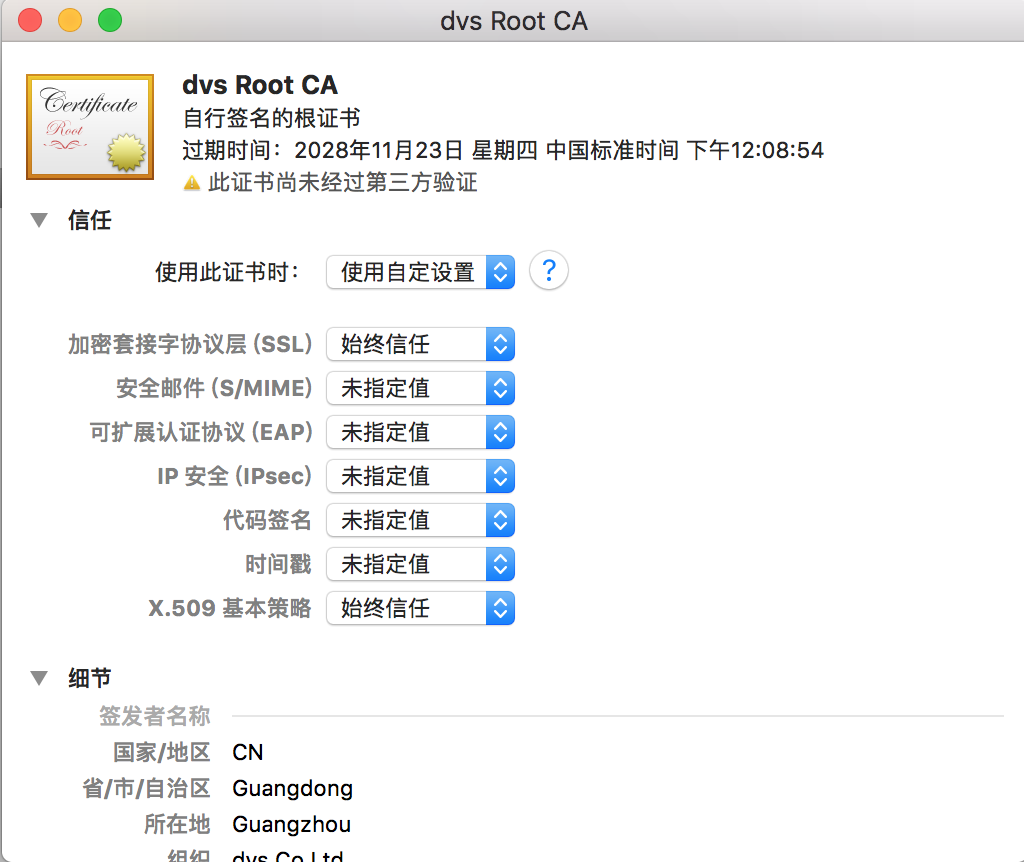 dvs Root CA
Certificate
Root
dvs Root CA
自行签名的根证书
过期时间：2028年11月23日 星期四 中国标准时间 下午12:08:54
此证书尚未经过第三方验证
信任
使用此证书时： 使用自定设置 ?
加密套接字协议层 (SSL) 始终信任
安全邮件 (S/MIME) 未指定值
可扩展认证协议 (EAP) 未指定值
IP 安全 (IPsec) 未指定值
代码签名 未指定值
时间戳 未指定值
X.509 基本策略 始终信任
细节
签发者名称
国家/地区 CN
省/市/自治区 Guangdong
所在地 Guangzhou
组织 dvs Co Ltd